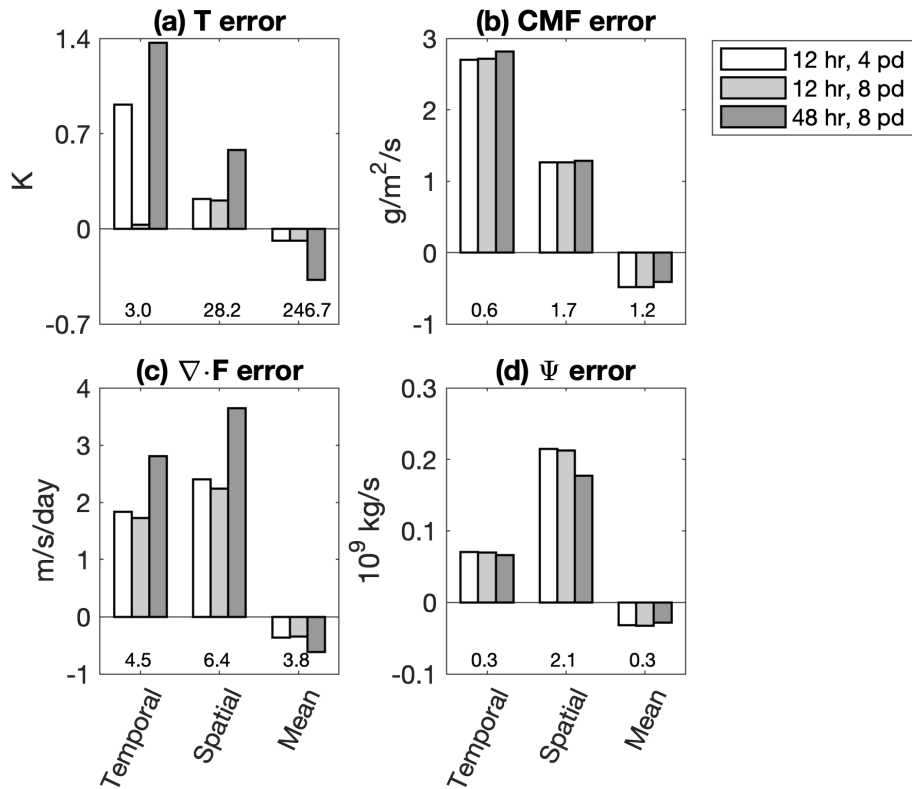 (a) T error
1.4
0.7
0
-0.7
K
3.0 28.2 246.7
(b) CMF error
3
2
1
0
-1
g/m²/s
0.6 1.7 1.2
12 hr, 4 pd
12 hr, 8 pd
48 hr, 8 pd
(c) ∇·F error
4
3
2
1
0
-1
m/s/day
4.5 6.4 3.8
Temporal Spatial Mean
(d) Ψ error
0.3
0.2
0.1
0
-0.1
10⁹ kg/s
0.3 2.1 0.3
Temporal Spatial Mean